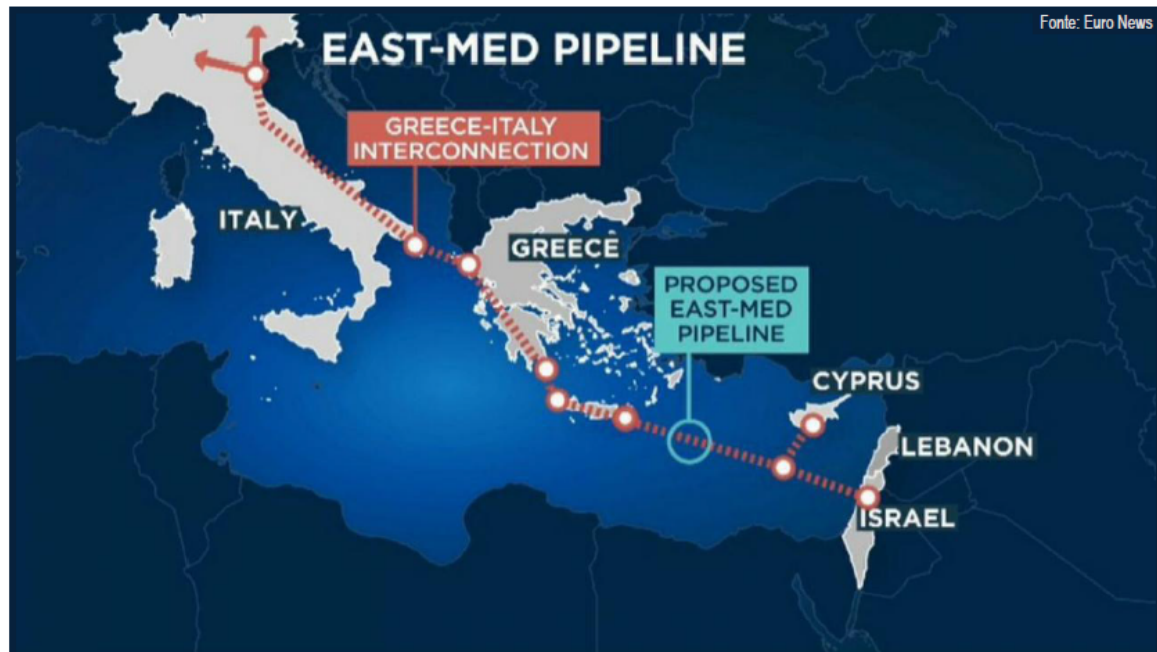 Fonte: Euro News
EAST-MED PIPELINE
GREECE-ITALY
INTERCONNECTION
ITALY
GREECE
PROPOSED
EAST-MED
PIPELINE
CYPRUS
LEBANON
ISRAEL